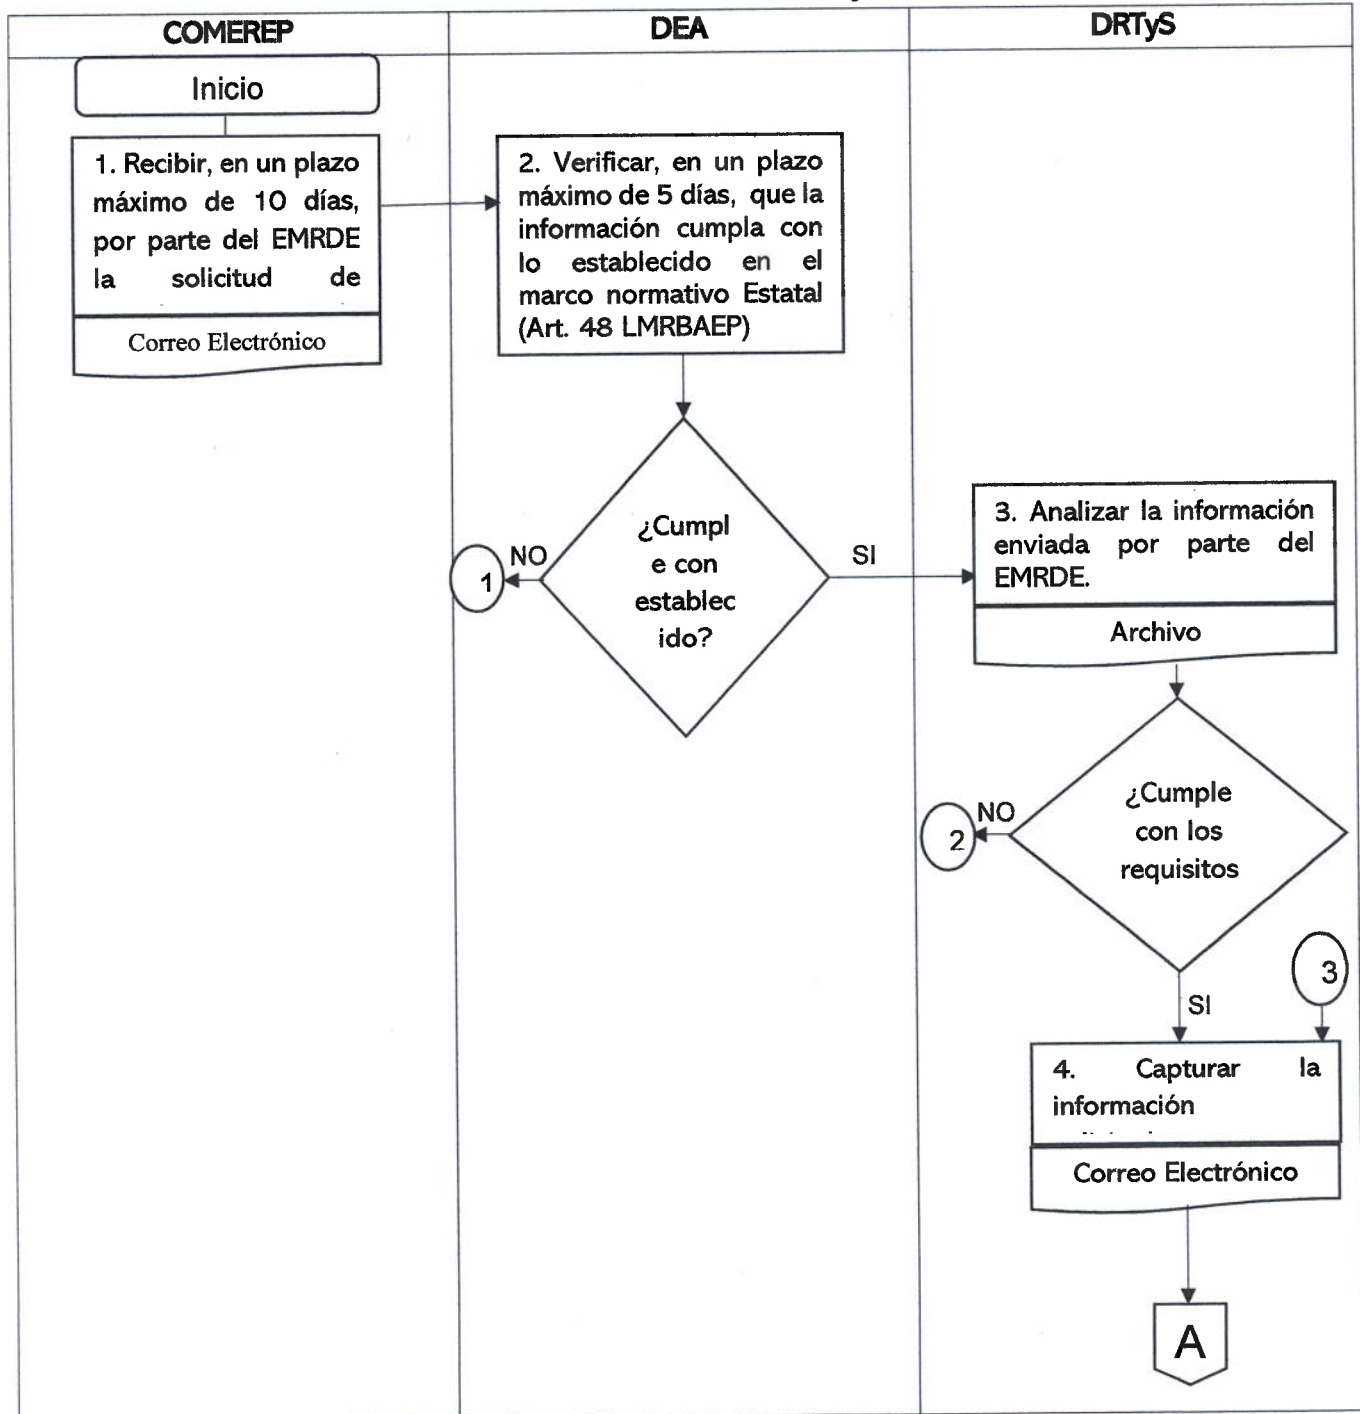 COMEREP
DEA
DRTyS
Inicio
1. Recibir, en un plazo
máximo de 10 días,
por parte del EMRDE
la solicitud de
Correo Electrónico
2. Verificar, en un plazo
máximo de 5 días, que la
información cumpla con
lo establecido en el
marco normativo Estatal
(Art. 48 LMRBAEP)
¿Cumpl
e con
establec
ido?
NO
1
SI
3. Analizar la información
enviada por parte del
EMRDE.
Archivo
¿Cumple
con los
requisitos
NO
2
3
SI
4. Capturar la
información
Correo Electrónico
A